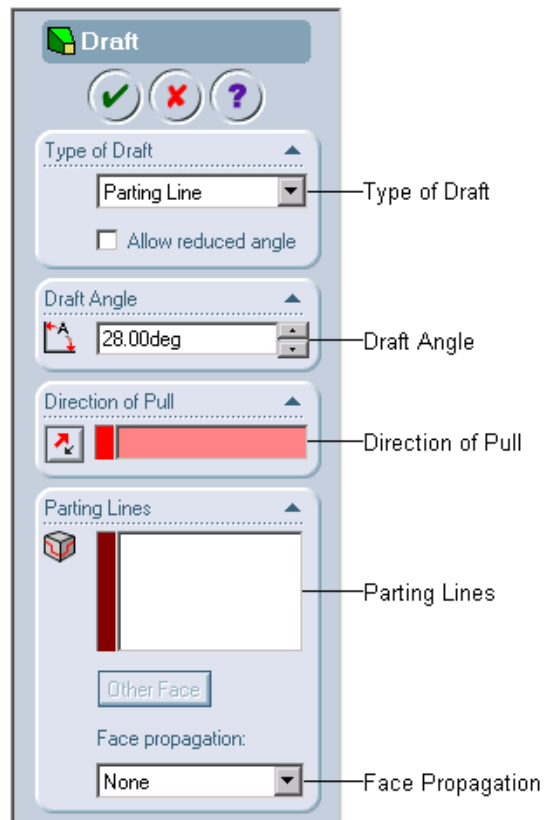 Draft
?
Type of Draft
Parting Line
Type of Draft
Allow reduced angle
Draft Angle
A
28.00deg
Draft Angle
Direction of Pull
Direction of Pull
Parting Lines
Parting Lines
Other Face
Face propagation:
None
Face Propagation